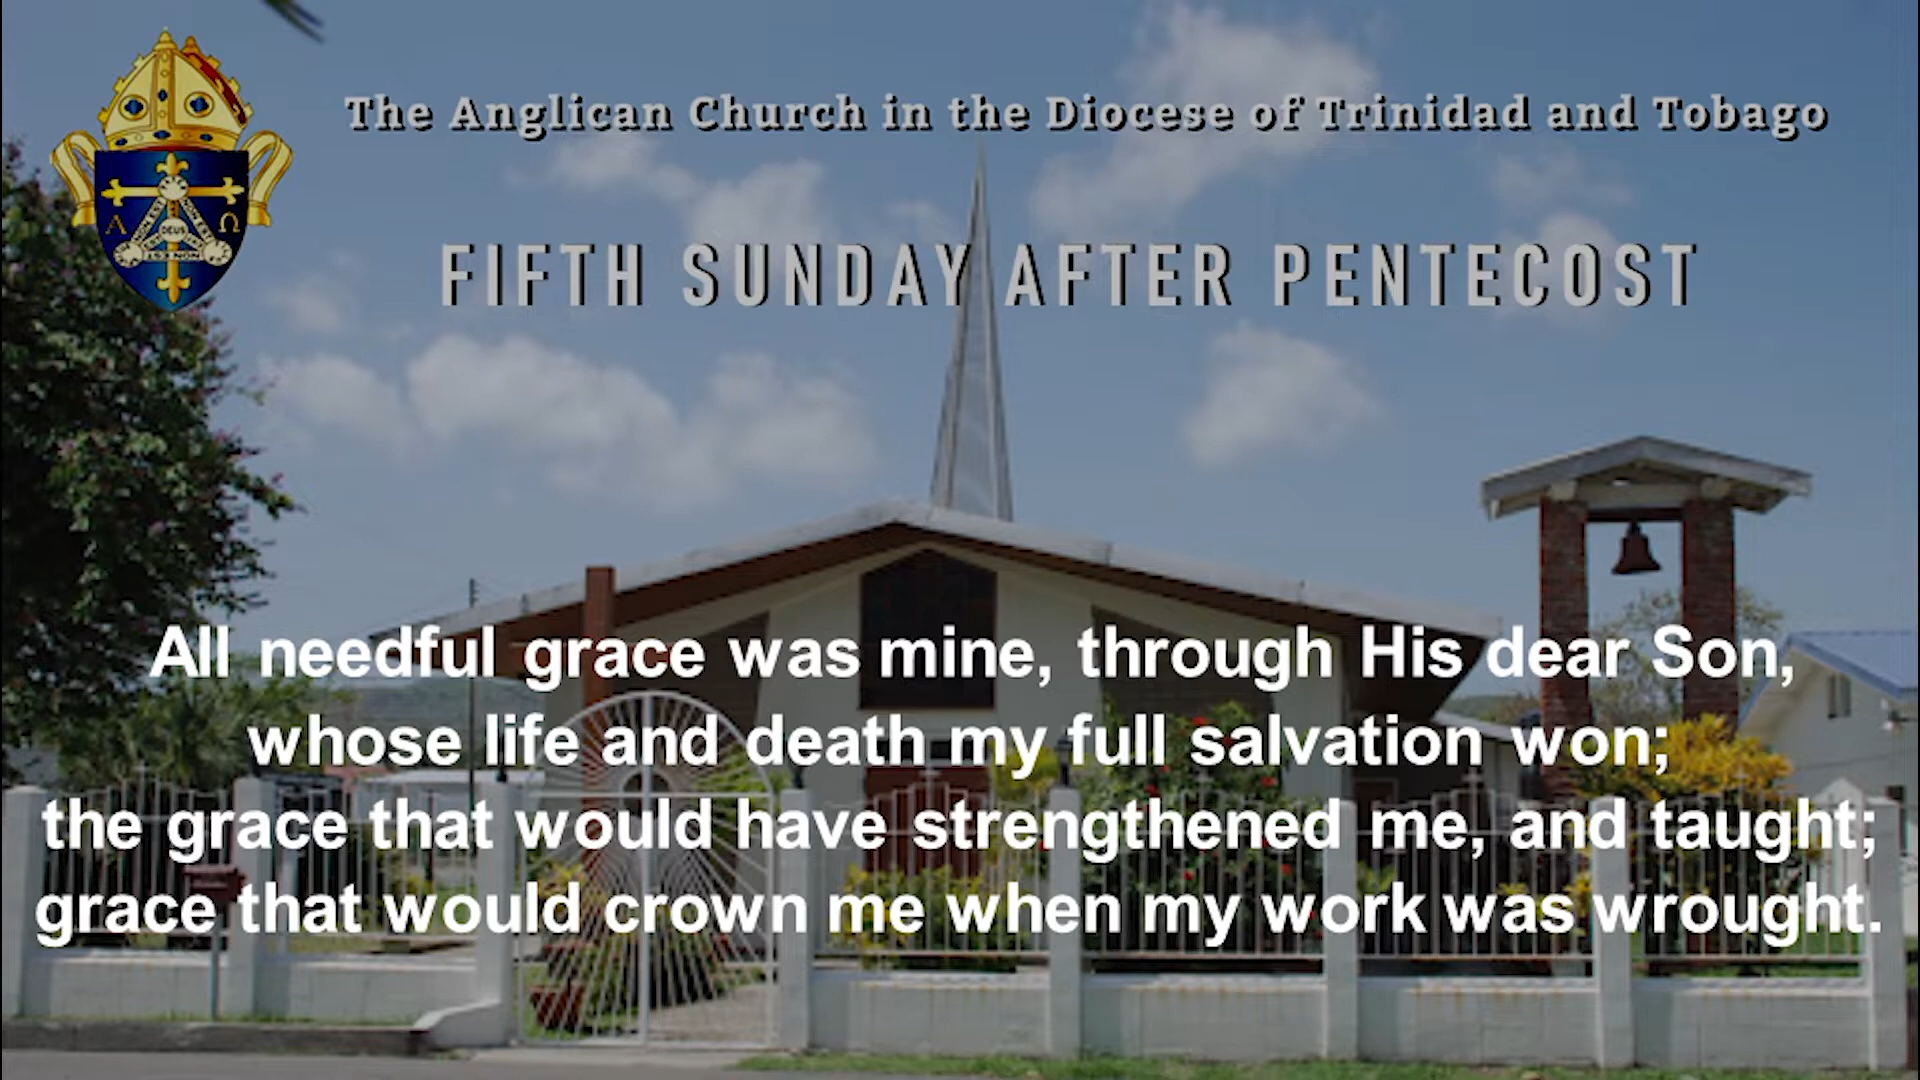 The Anglican Church in the Diocese of Trinidad and Tobago
FIFTH SUNDAY AFTER PENTECOST
Α Ω
DEUS
All needful grace was mine, through His dear Son,
whose life and death my full salvation won;
the grace that would have strengthened me, and taught;
grace that would crown me when my work was wrought.